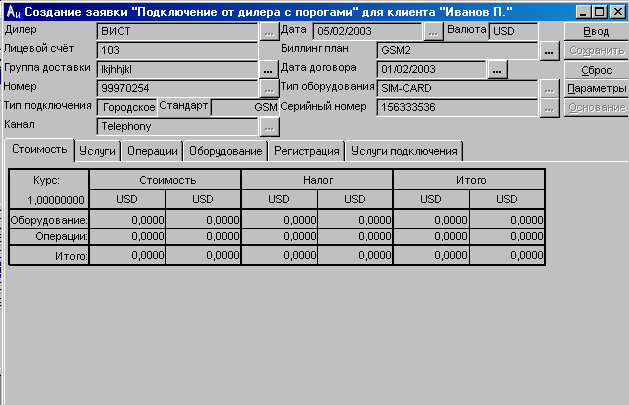 Создание заявки "Подключение от дилера с порогами" для клиента "Иванов П."
Дилер ВИСТ ... Дата 05/02/2003 ... Валюта USD Ввод
Лицевой счёт 103 Биллинг план GSM2 ... Сохранить
Группа доставки lkjhhjkl ... Дата договора 01/02/2003 ... Сброс
Номер 99970254 ... Тип оборудования SIM-CARD ... Параметры
Тип подключения Городское Стандарт GSM Серийный номер 156333536 ... Основание
Канал Telephony ...
Стоимость Услуги Операции Оборудование Регистрация Услуги подключения
Курс: Стоимость Налог Итого
1,00000000 USD USD USD USD USD USD
Оборудование: 0,0000 0,0000 0,0000 0,0000 0,0000 0,0000
Операции: 0,0000 0,0000 0,0000 0,0000 0,0000 0,0000
Итого: 0,0000 0,0000 0,0000 0,0000 0,0000 0,0000